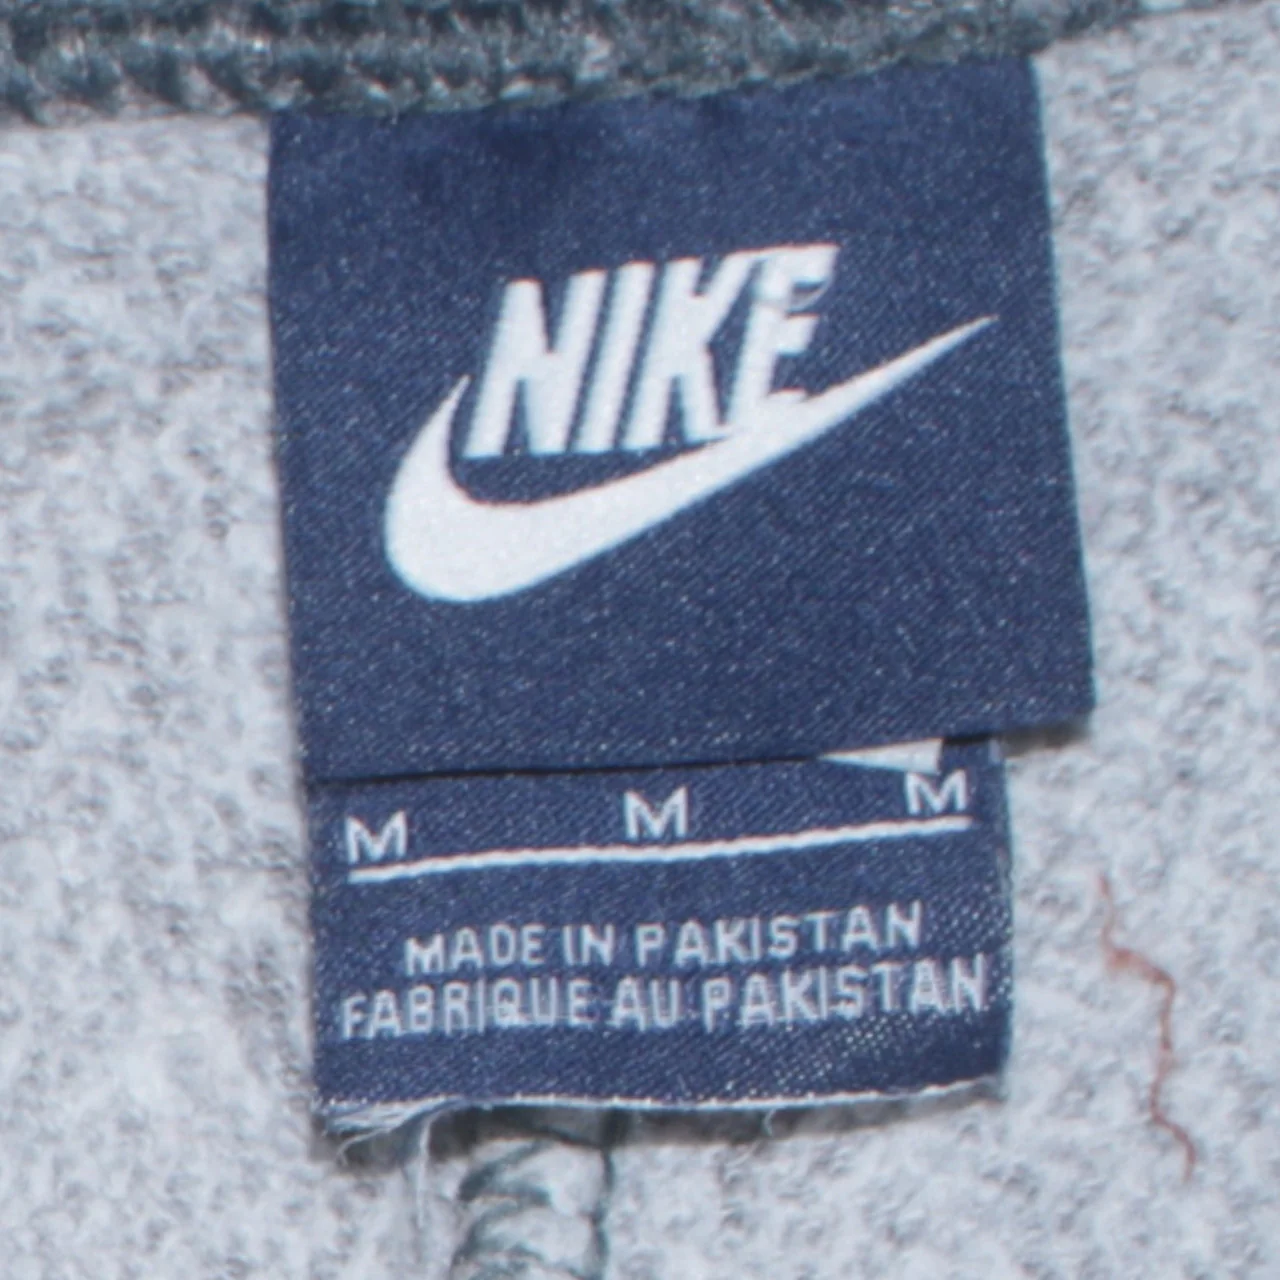 NIKE
M M M
MADE IN PAKISTAN
FABRIQUE AU PAKISTAN